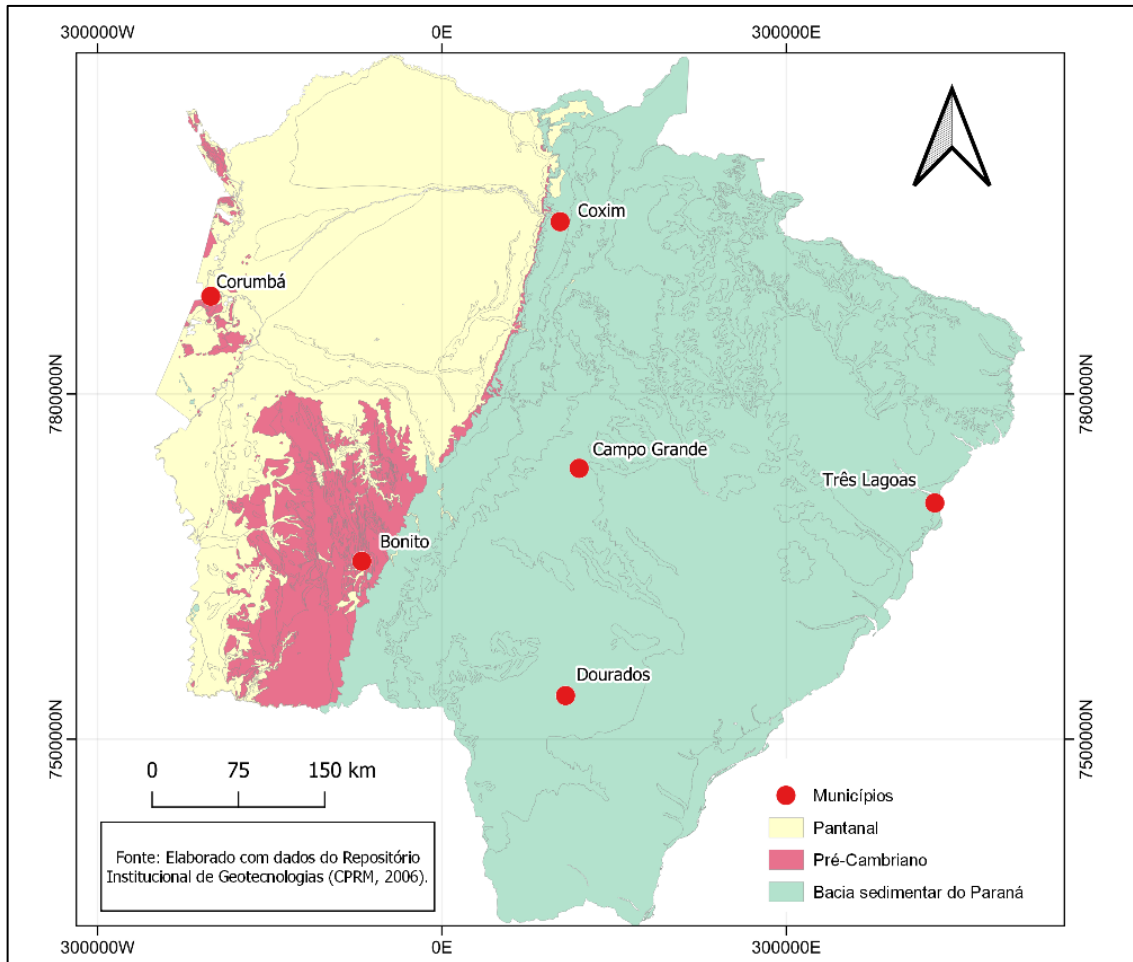 300000W 0E 300000E
Coxim
Corumbá
7800000N 7800000N
Campo Grande
Três Lagoas
Bonito
Dourados
7500000N 7500000N
0 75 150 km
Municípios
Pantanal
Pré-Cambriano
Bacia sedimentar do Paraná
Fonte: Elaborado com dados do Repositório
Institucional de Geotecnologias (CPRM, 2006).
300000W 0E 300000E